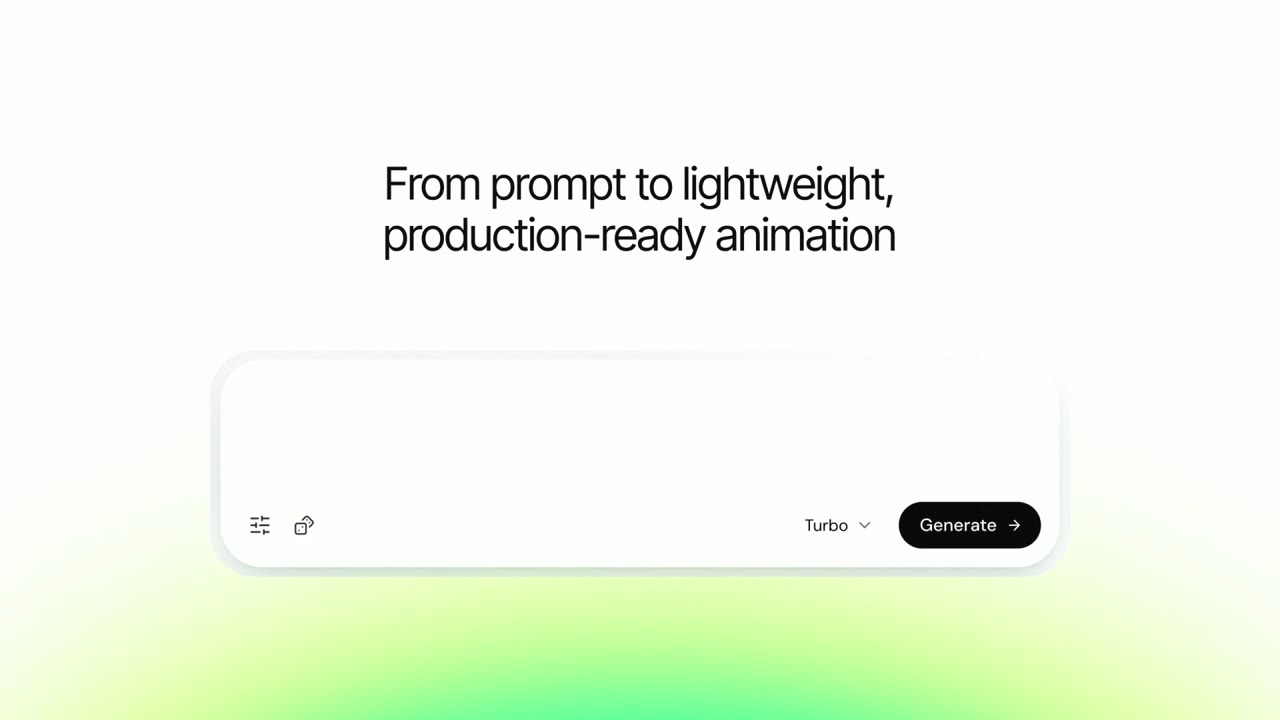 From prompt to lightweight,
production-ready animation
Turbo
Generate